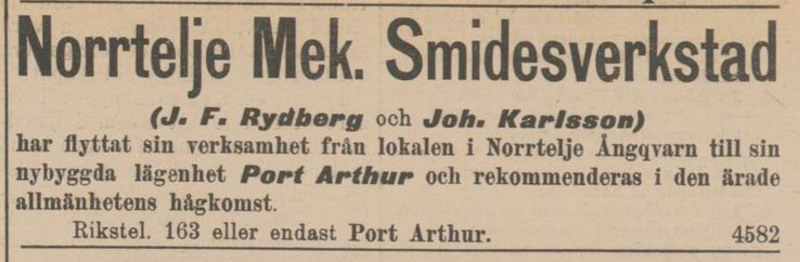 Norrtelje Mek. Smidesverkstad
(J. F. Rydberg och Joh. Karlsson)
har flyttat sin verksamhet från lokalen i Norrtelje Ångqvarn till sin
nybyggda lägenhet Port Arthur och rekommenderas i den ärade
allmänhetens hågkomst.
Rikstel. 163 eller endast Port Arthur. 4582